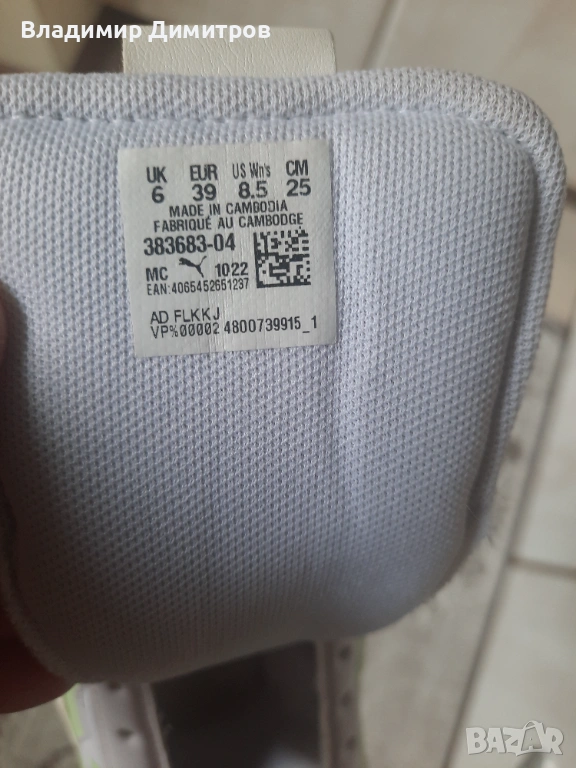 Владимир Димитров
UK EUR US Wn's CM
6 39 8.5 25
MADE IN CAMBODIA
FABRIQUÉ AU CAMBODGE
383683-04
MC 1022
EAN: 4065452651237
AD FLKKJ
VP%00002 4800739915_1
BAZAR